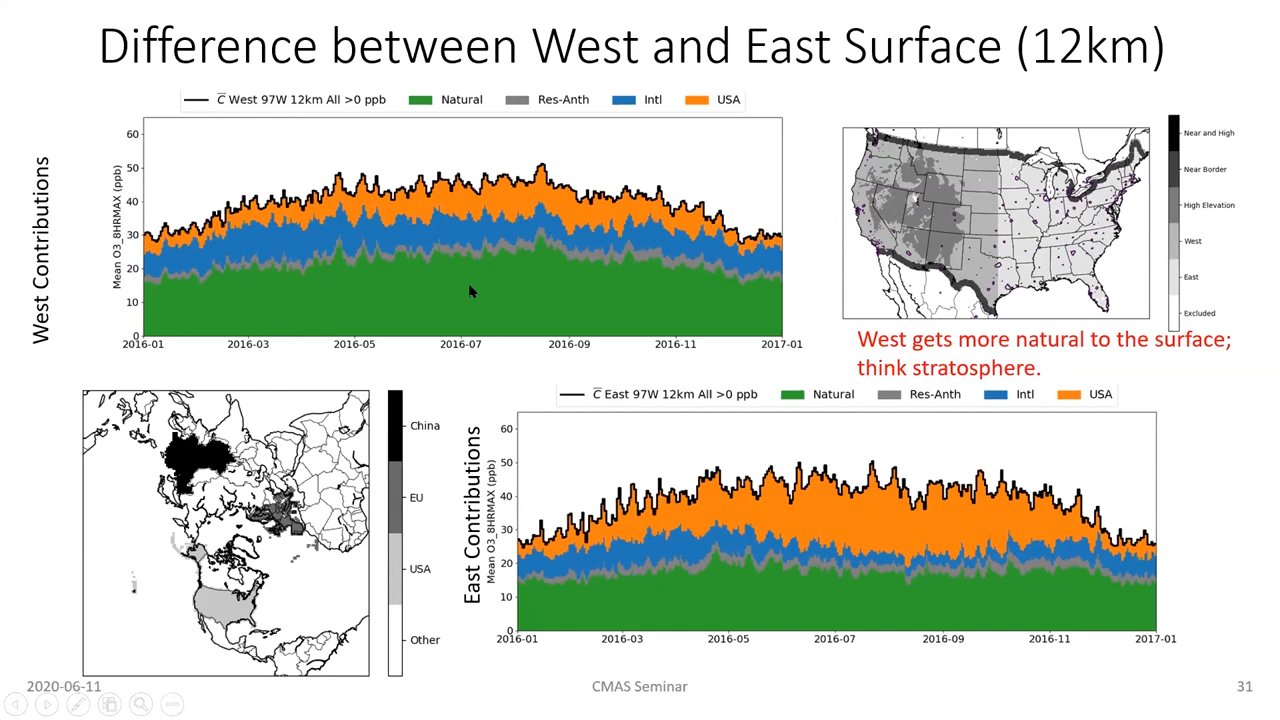 Difference between West and East Surface (12km)
C West 97W 12km All >0 ppb Natural Res-Anth Intl USA
West Contributions
Mean O3_8HRMAX (ppb)
60
50
40
30
20
10
0
2016-01 2016-03 2016-05 2016-07 2016-09 2016-11 2017-01
Near and High
Near Border
High Elevation
West
East
Excluded
West gets more natural to the surface;
think stratosphere.
China
EU
USA
Other
C East 97W 12km All >0 ppb Natural Res-Anth Intl USA
East Contributions
Mean O3_8HRMAX (ppb)
60
50
40
30
20
10
0
2016-01 2016-03 2016-05 2016-07 2016-09 2016-11 2017-01
2020-06-11 CMAS Seminar 31